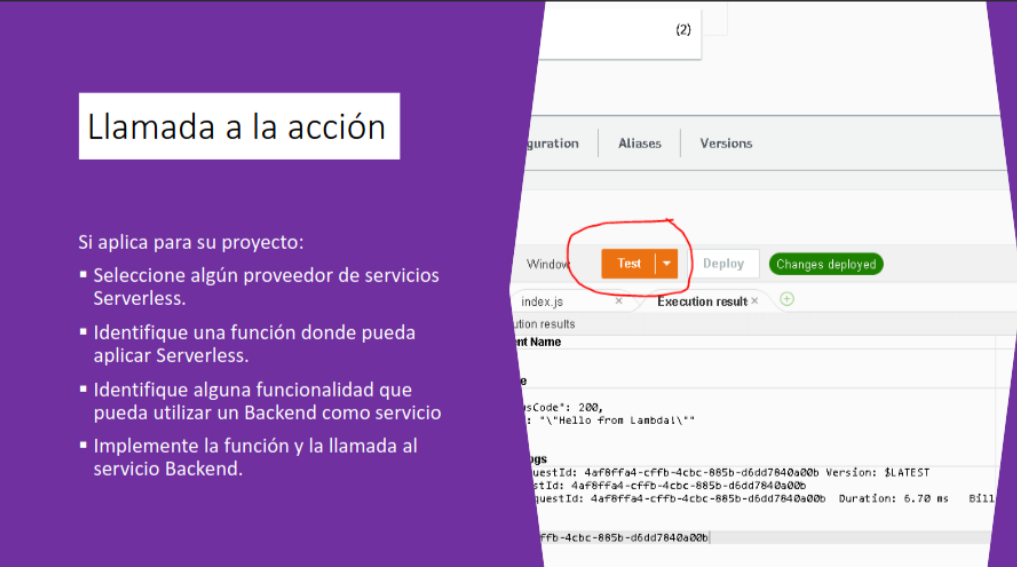 Llamada a la acción
Si aplica para su proyecto:
▪ Seleccione algún proveedor de servicios
Serverless.
▪ Identifique una función donde pueda
aplicar Serverless.
▪ Identifique alguna funcionalidad que
pueda utilizar un Backend como servicio
▪ Implemente la función y la llamada al
servicio Backend.
(2)
guration Aliases Versions
Window Test Deploy Changes deployed
index.js × Execution result ×
ution results
nt Name
e
usCode": 200,
: "\"Hello from Lambda!\""
ogs
uestId: 4af8ffa4-cffb-4cbc-885b-d6dd7840a00b Version: $LATEST
stId: 4af8ffa4-cffb-4cbc-885b-d6dd7840a00b
questId: 4af8ffa4-cffb-4cbc-885b-d6dd7840a00b Duration: 6.70 ms Bill
ffb-4cbc-885b-d6dd7840a00b